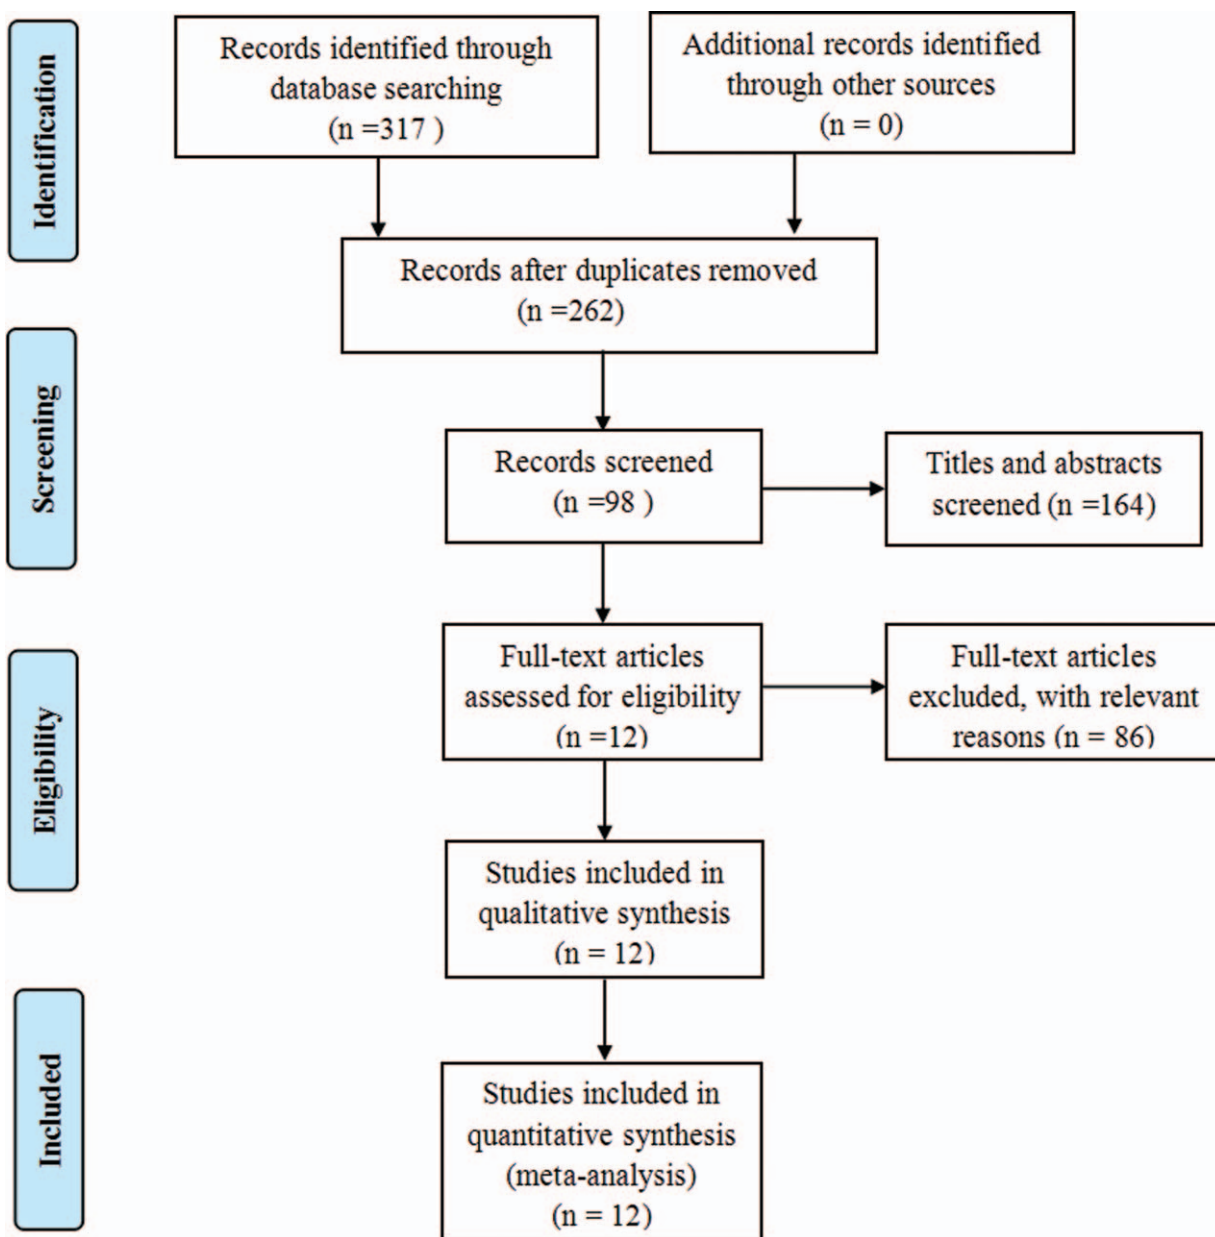 Identification
Records identified through
database searching
(n =317 )
Additional records identified
through other sources
(n = 0)
Records after duplicates removed
(n =262)
Screening
Records screened
(n =98 )
Titles and abstracts
screened (n =164)
Eligibility
Full-text articles
assessed for eligibility
(n =12)
Full-text articles
excluded, with relevant
reasons (n = 86)
Studies included in
qualitative synthesis
(n = 12)
Included
Studies included in
quantitative synthesis
(meta-analysis)
(n = 12)